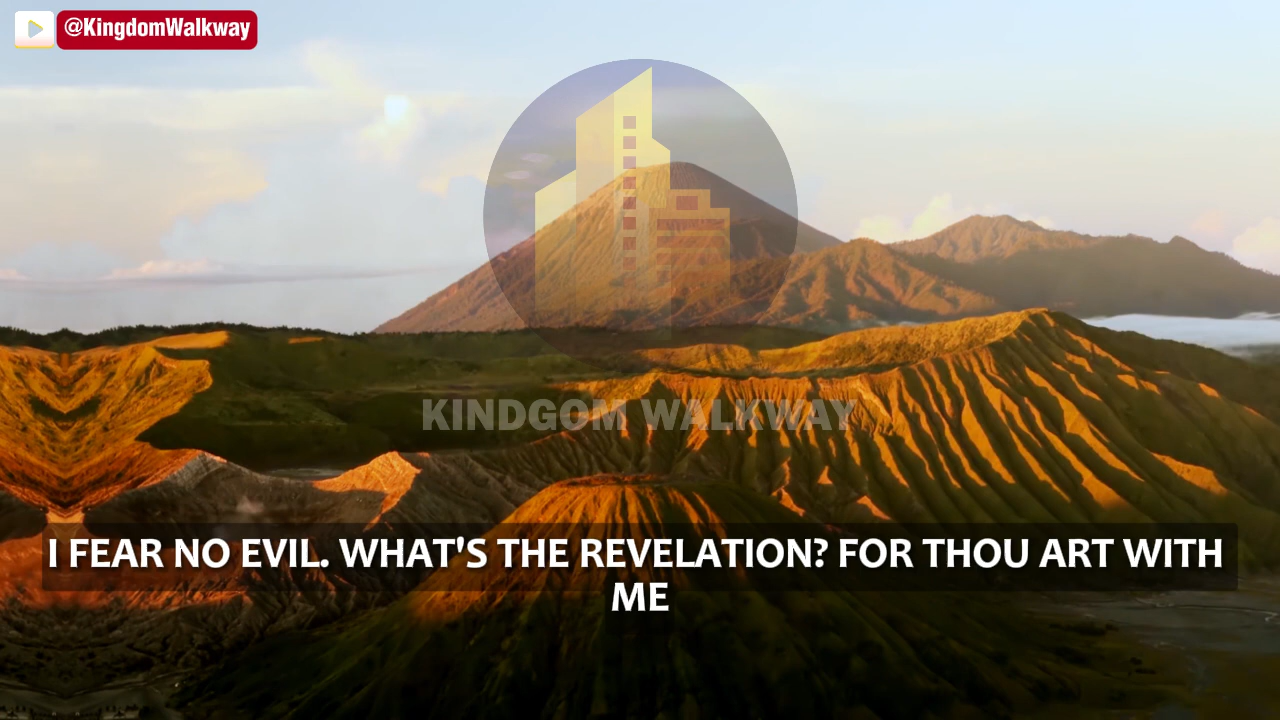 @KingdomWalkway
KINDGOM WALKWAY
I FEAR NO EVIL. WHAT'S THE REVELATION? FOR THOU ART WITH
ME